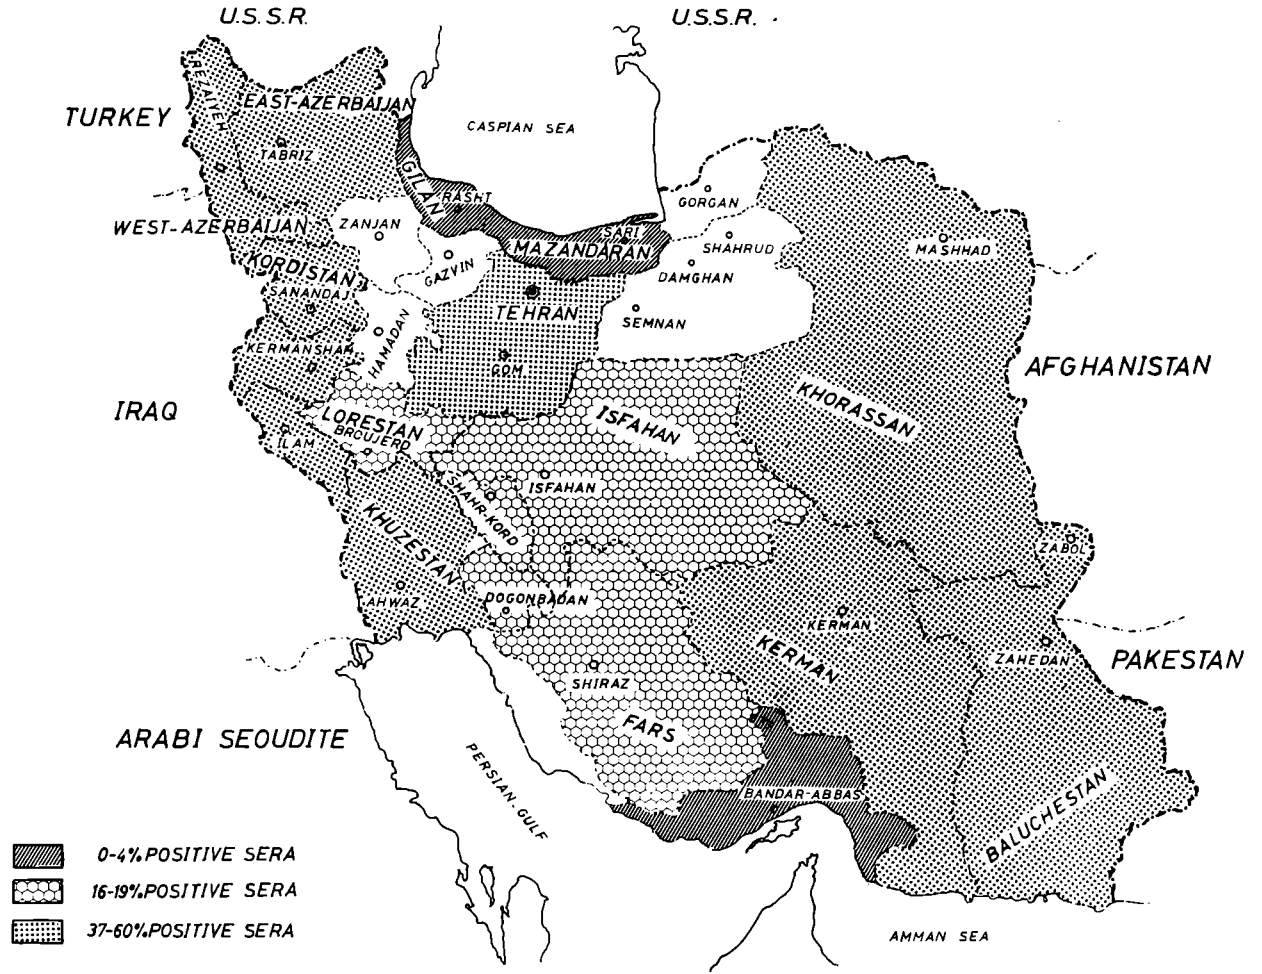 U.S.S.R.
U.S.S.R.
TURKEY
REZAIYEH
EAST-AZERBAIJAN
TABRIZ
CASPIAN SEA
GILAN
RASHT
GORGAN
WEST-AZERBAIJAN
ZANJAN
SARI
MAZANDARAN
SHAHRUD
MASHHAD
KORDISTAN
GAZVIN
DAMGHAN
SANANDAJ
TEHRAN
SEMNAN
KERMANSHAH
HAMADAN
GOM
AFGHANISTAN
IRAQ
LORESTAN
BROUJERD
ILAM
ISFAHAN
KHORASSAN
ISFAHAN
SHAHR-KORD
KHUZESTAN
ZABOL
AHWAZ
DOGONBADAN
KERMAN
KERMAN
ZAHEDAN
PAKESTAN
SHIRAZ
FARS
ARABI SEOUDITE
PERSIAN-GULF
BANDAR-ABBAS
BALUCHESTAN
0-4% POSITIVE SERA
16-19% POSITIVE SERA
37-60% POSITIVE SERA
AMMAN SEA